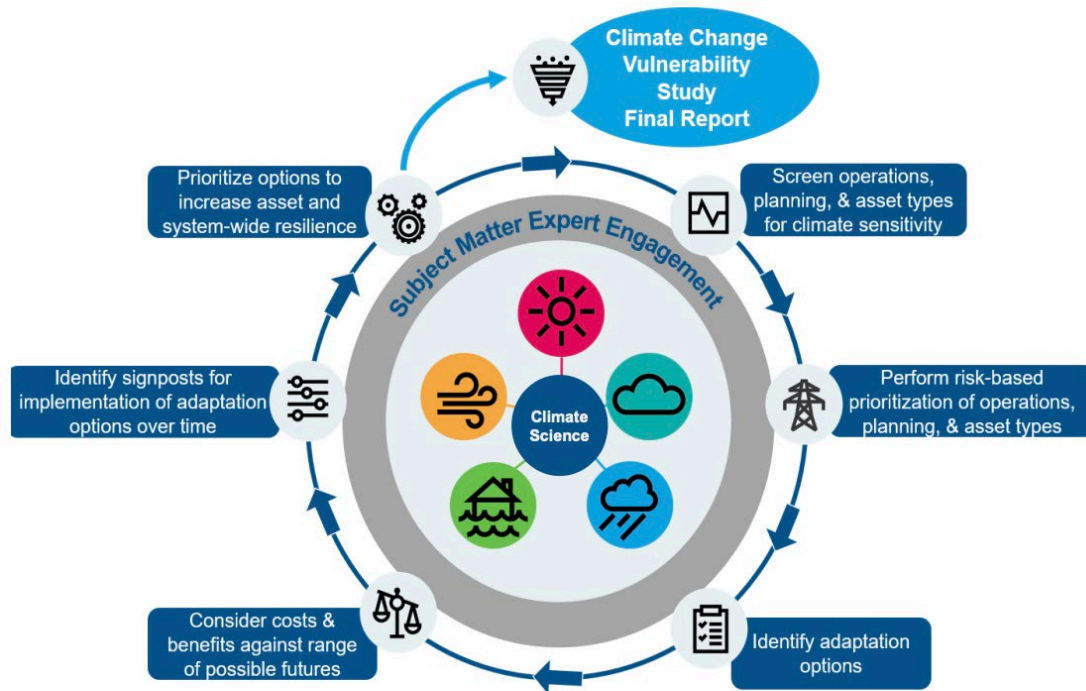 Climate Change
Vulnerability
Study
Final Report
Prioritize options to
increase asset and
system-wide resilience
Screen operations,
planning, & asset types
for climate sensitivity
Subject Matter Expert Engagement
Identify signposts for
implementation of adaptation
options over time
Climate
Science
Perform risk-based
prioritization of operations,
planning, & asset types
Consider costs &
benefits against range
of possible futures
Identify adaptation
options